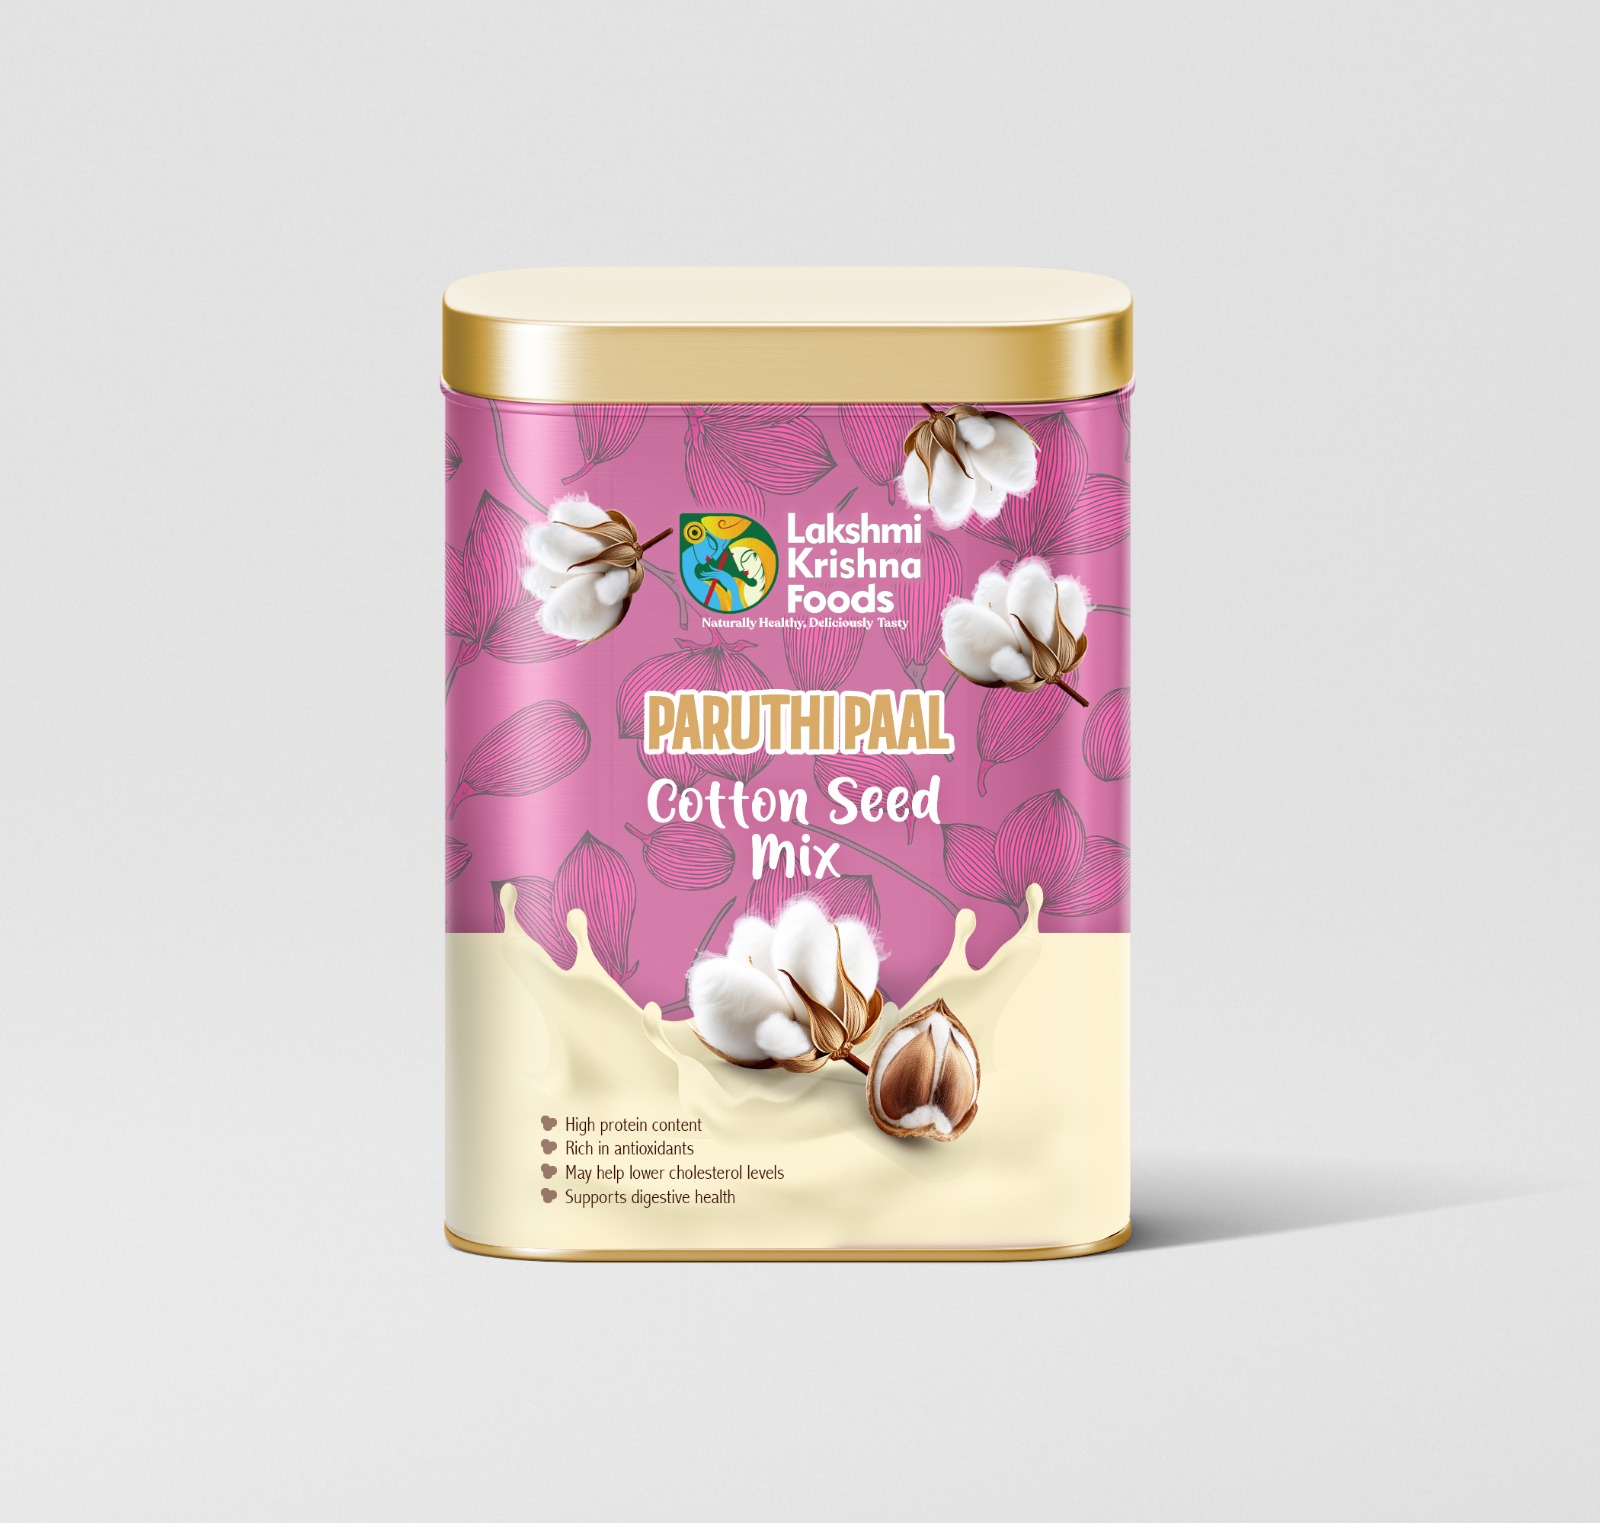 Lakshmi
Krishna
Foods
Naturally Healthy, Deliciously Tasty
PARUTHI PAAL
Cotton Seed
Mix
High protein content
Rich in antioxidants
May help lower cholesterol levels
Supports digestive health